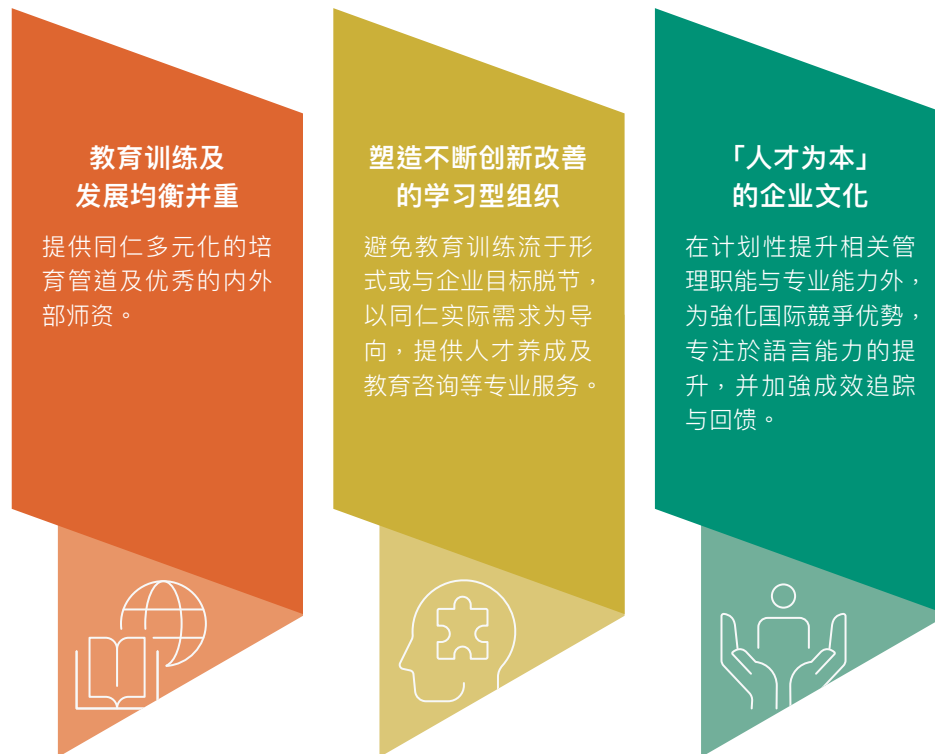 教育训练及
发展均衡并重
提供同仁多元化的培
育管道及优秀的内外
部师资。
塑造不断创新改善
的学习型组织
避免教育训练流于形
式或与企业目标脱节，
以同仁实际需求为导
向，提供人才养成及
教育咨询等专业服务。
「人才为本」
的企业文化
在计划性提升相关管
理职能与专业能力外，
为強化国际競爭优勢，
专注於語言能力的提
升，并加強成效追踪
与回馈。